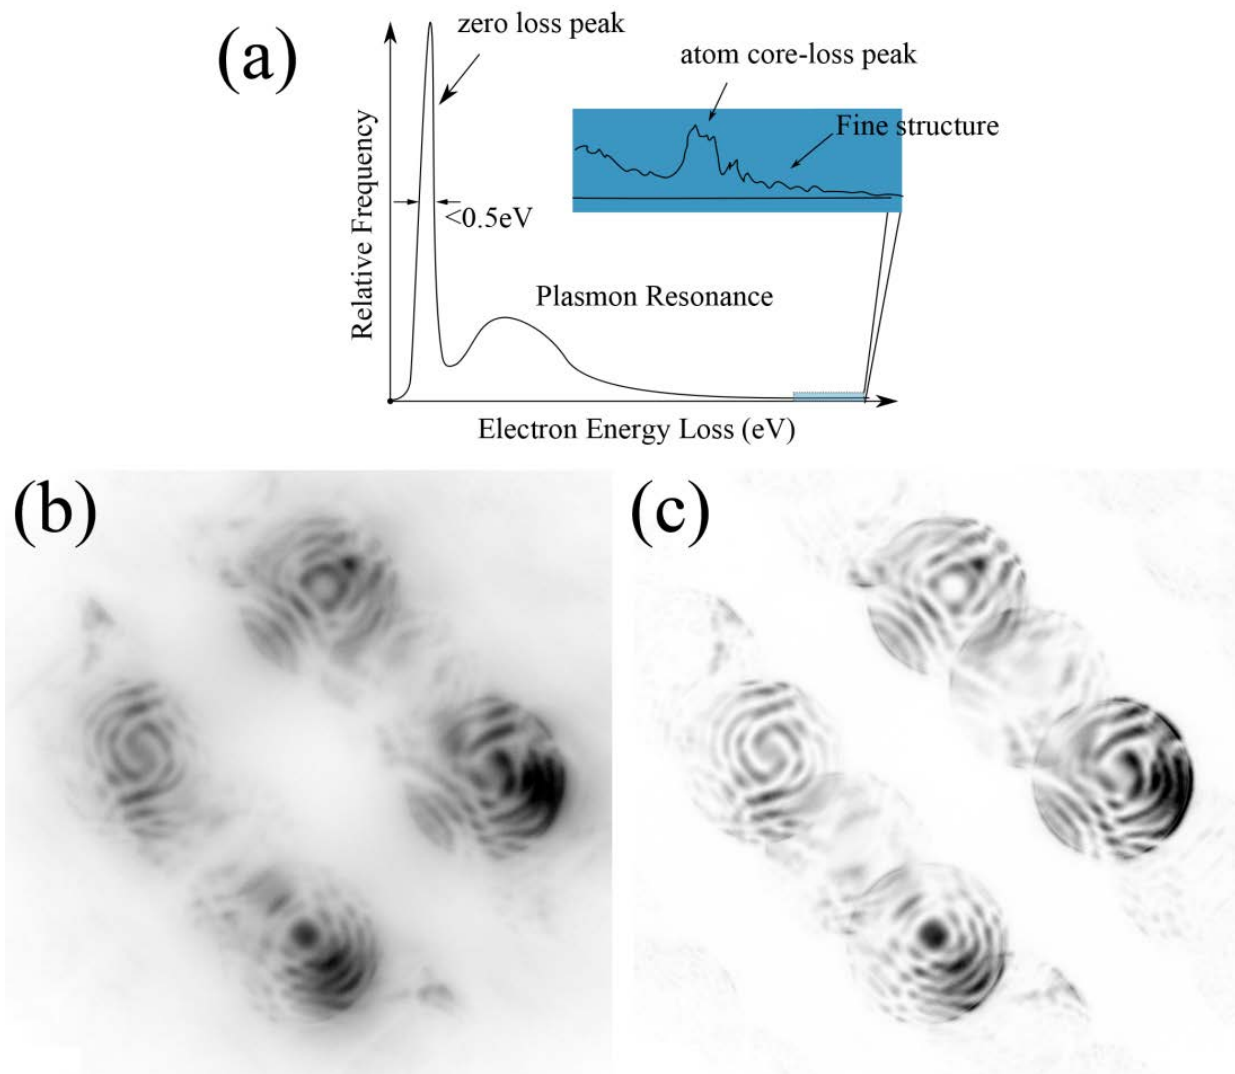 (a)
zero loss peak
atom core-loss peak
Fine structure
Relative Frequency
<0.5eV
Plasmon Resonance
Electron Energy Loss (eV)
(b)
(c)